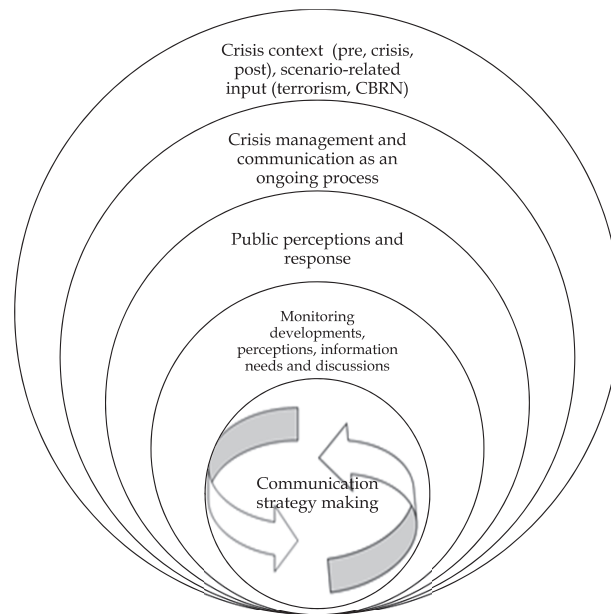 Crisis context (pre, crisis,
post), scenario-related
input (terrorism, CBRN)
Crisis management and
communication as an
ongoing process
Public perceptions and
response
Monitoring
developments,
perceptions, information
needs and discussions
Communication
strategy making